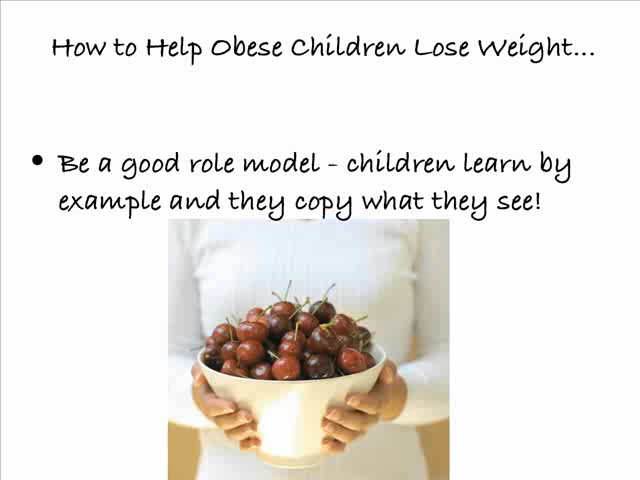 How to Help Obese Children Lose Weight...
• Be a good role model - children learn by
example and they copy what they see!